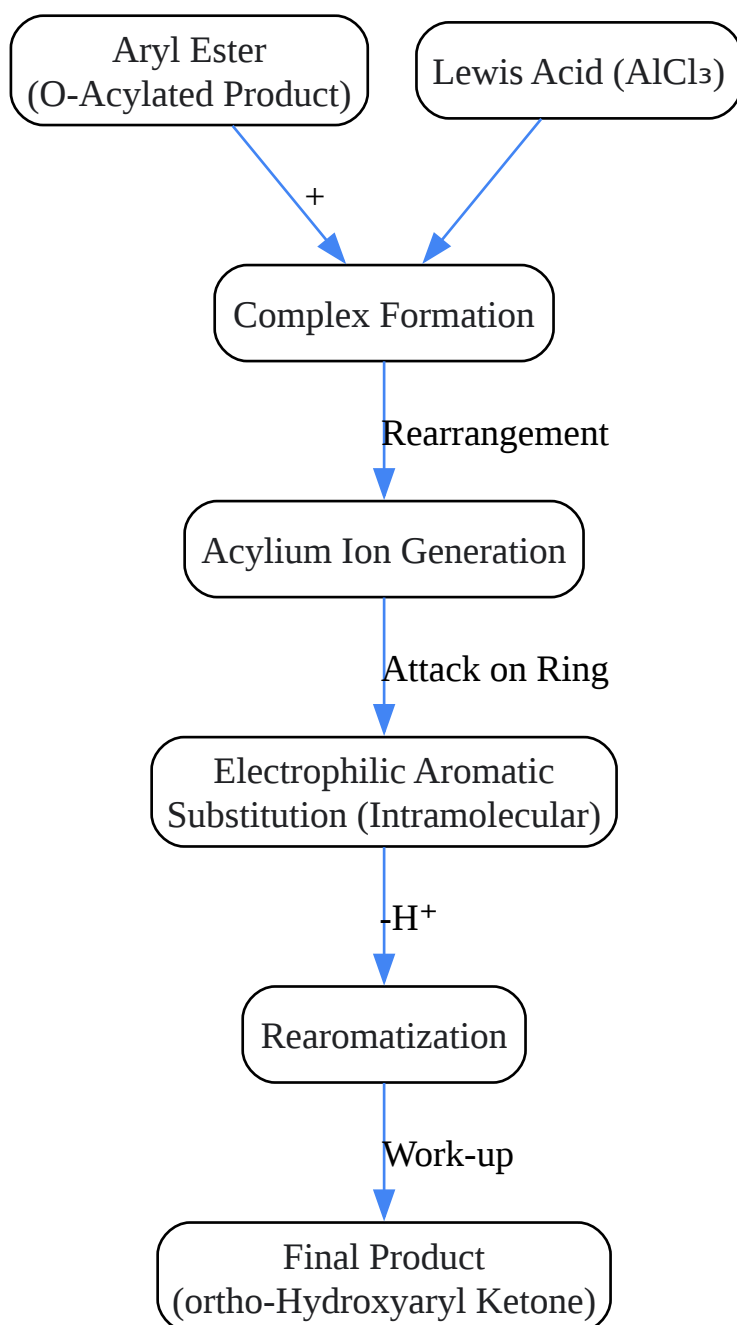 Aryl Ester
(O-Acylated Product)
Lewis Acid (AlCl₃)
+
Complex Formation
Rearrangement
Acylium Ion Generation
Attack on Ring
Electrophilic Aromatic
Substitution (Intramolecular)
-H⁺
Rearomatization
Work-up
Final Product
(ortho-Hydroxyaryl Ketone)